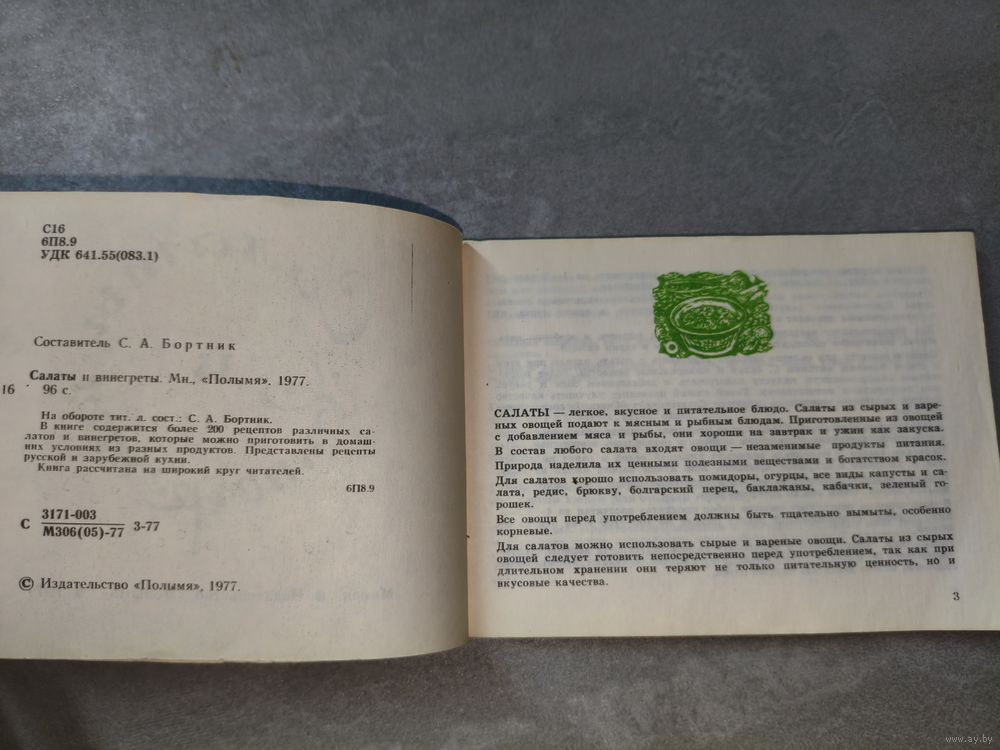 С16
6П8.9
УДК 641.55(083.1)
Составитель С. А. Бортник
Салаты и винегреты. Мн., «Полымя». 1977.
16 96 с.
На обороте тит. л. сост.: С. А. Бортник.
В книге содержится более 200 рецептов различных са-
латов и винегретов, которые можно приготовить в домаш-
них условиях из разных продуктов. Представлены рецепты
русской и зарубежной кухни.
Книга рассчитана на широкий круг читателей.
6П8.9
С 3171-003 3-77
М306(05)-77
© Издательство «Полымя», 1977.
САЛАТЫ — легкое, вкусное и питательное блюдо. Салаты из сырых и варе-
ных овощей подают к мясным и рыбным блюдам. Приготовленные из овощей
с добавлением мяса и рыбы, они хороши на завтрак и ужин как закуска.
В состав любого салата входят овощи — незаменимые продукты питания.
Природа наделила их ценными полезными веществами и богатством красок.
Для салатов хорошо использовать помидоры, огурцы, все виды капусты и са-
лата, редис, брюкву, болгарский перец, баклажаны, кабачки, зеленый го-
рошек.
Все овощи перед употреблением должны быть тщательно вымыты, особенно
корневые.
Для салатов можно использовать сырые и вареные овощи. Салаты из сырых
овощей следует готовить непосредственно перед употреблением, так как при
длительном хранении они теряют не только питательную ценность, но и
вкусовые качества.
3
www.ay.by